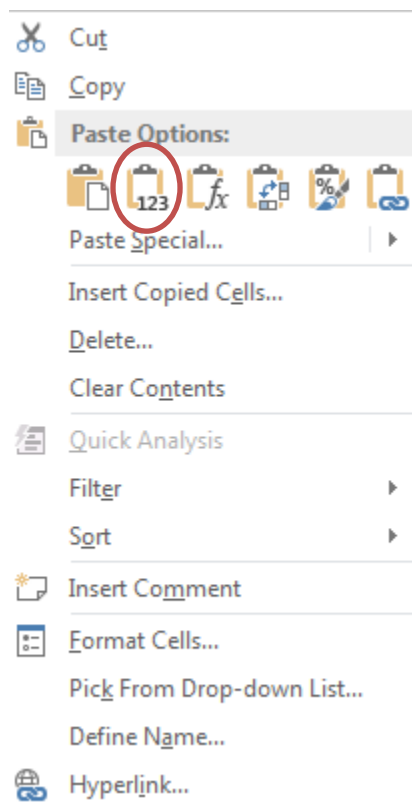 Cut
Copy
Paste Options:
123 fx %
Paste Special...
Insert Copied Cells...
Delete...
Clear Contents
Quick Analysis
Filter
Sort
Insert Comment
Format Cells...
Pick From Drop-down List...
Define Name...
Hyperlink...